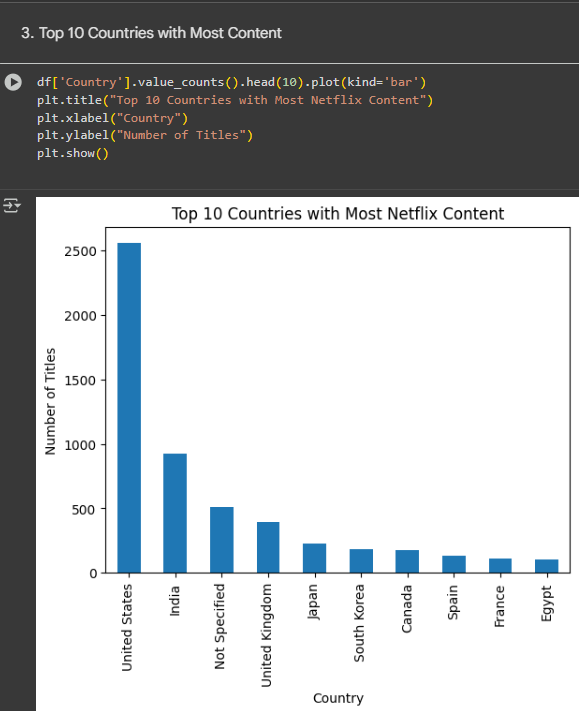 3. Top 10 Countries with Most Content
df['Country'].value_counts().head(10).plot(kind='bar')
plt.title("Top 10 Countries with Most Netflix Content")
plt.xlabel("Country")
plt.ylabel("Number of Titles")
plt.show()
Top 10 Countries with Most Netflix Content
Number of Titles
2500
2000
1500
1000
500
0
United States
India
Not Specified
United Kingdom
Japan
South Korea
Canada
Spain
France
Egypt
Country